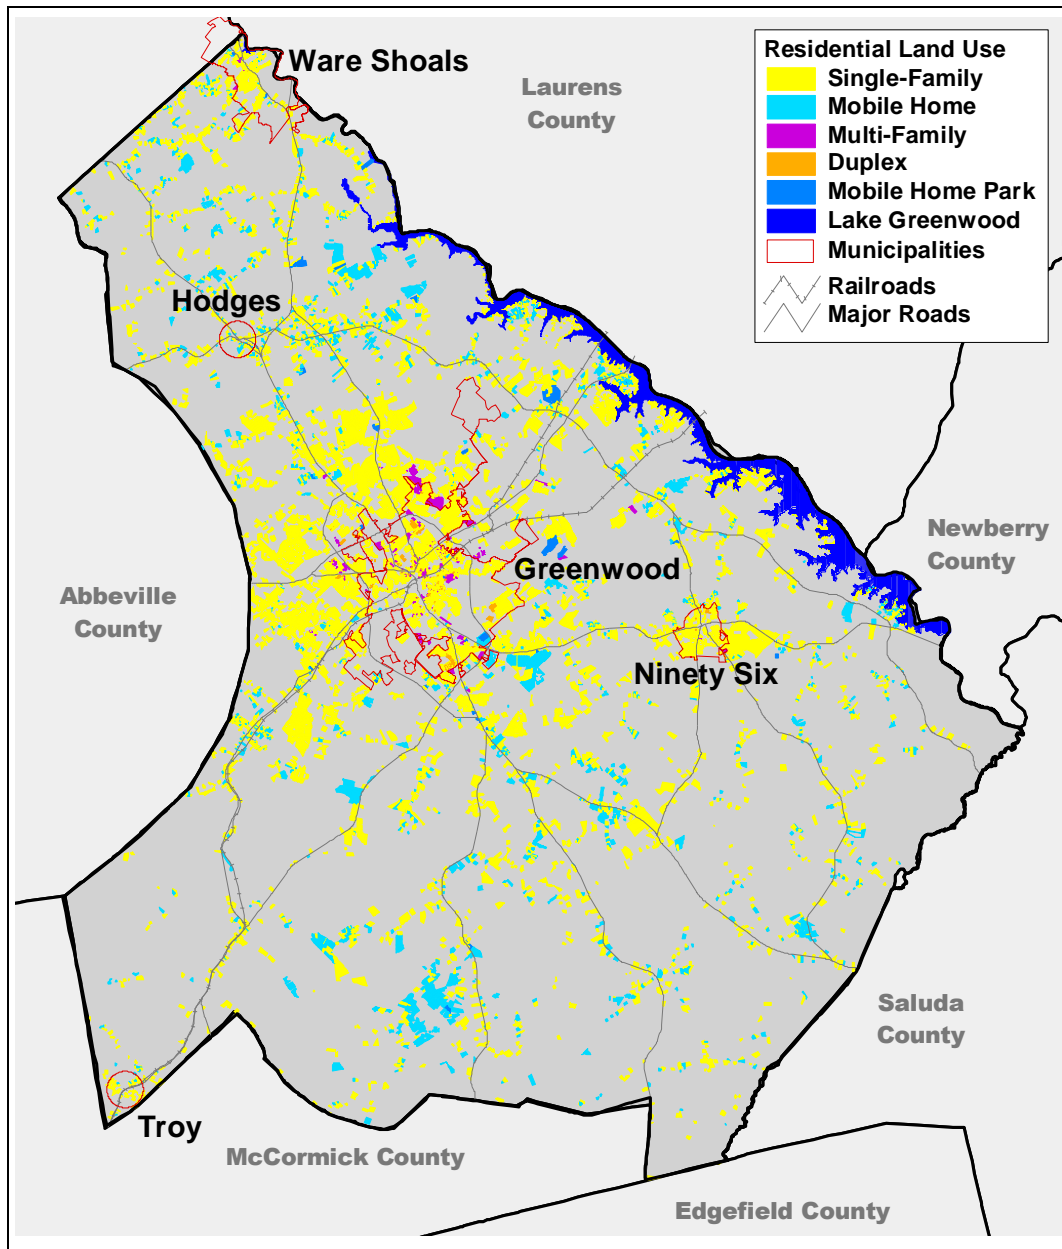 Ware Shoals
Laurens
County
Residential Land Use
Single-Family
Mobile Home
Multi-Family
Duplex
Mobile Home Park
Lake Greenwood
Municipalities
Railroads
Major Roads
Hodges
Newberry
County
Greenwood
Abbeville
County
Ninety Six
Saluda
County
Troy
McCormick County
Edgefield County